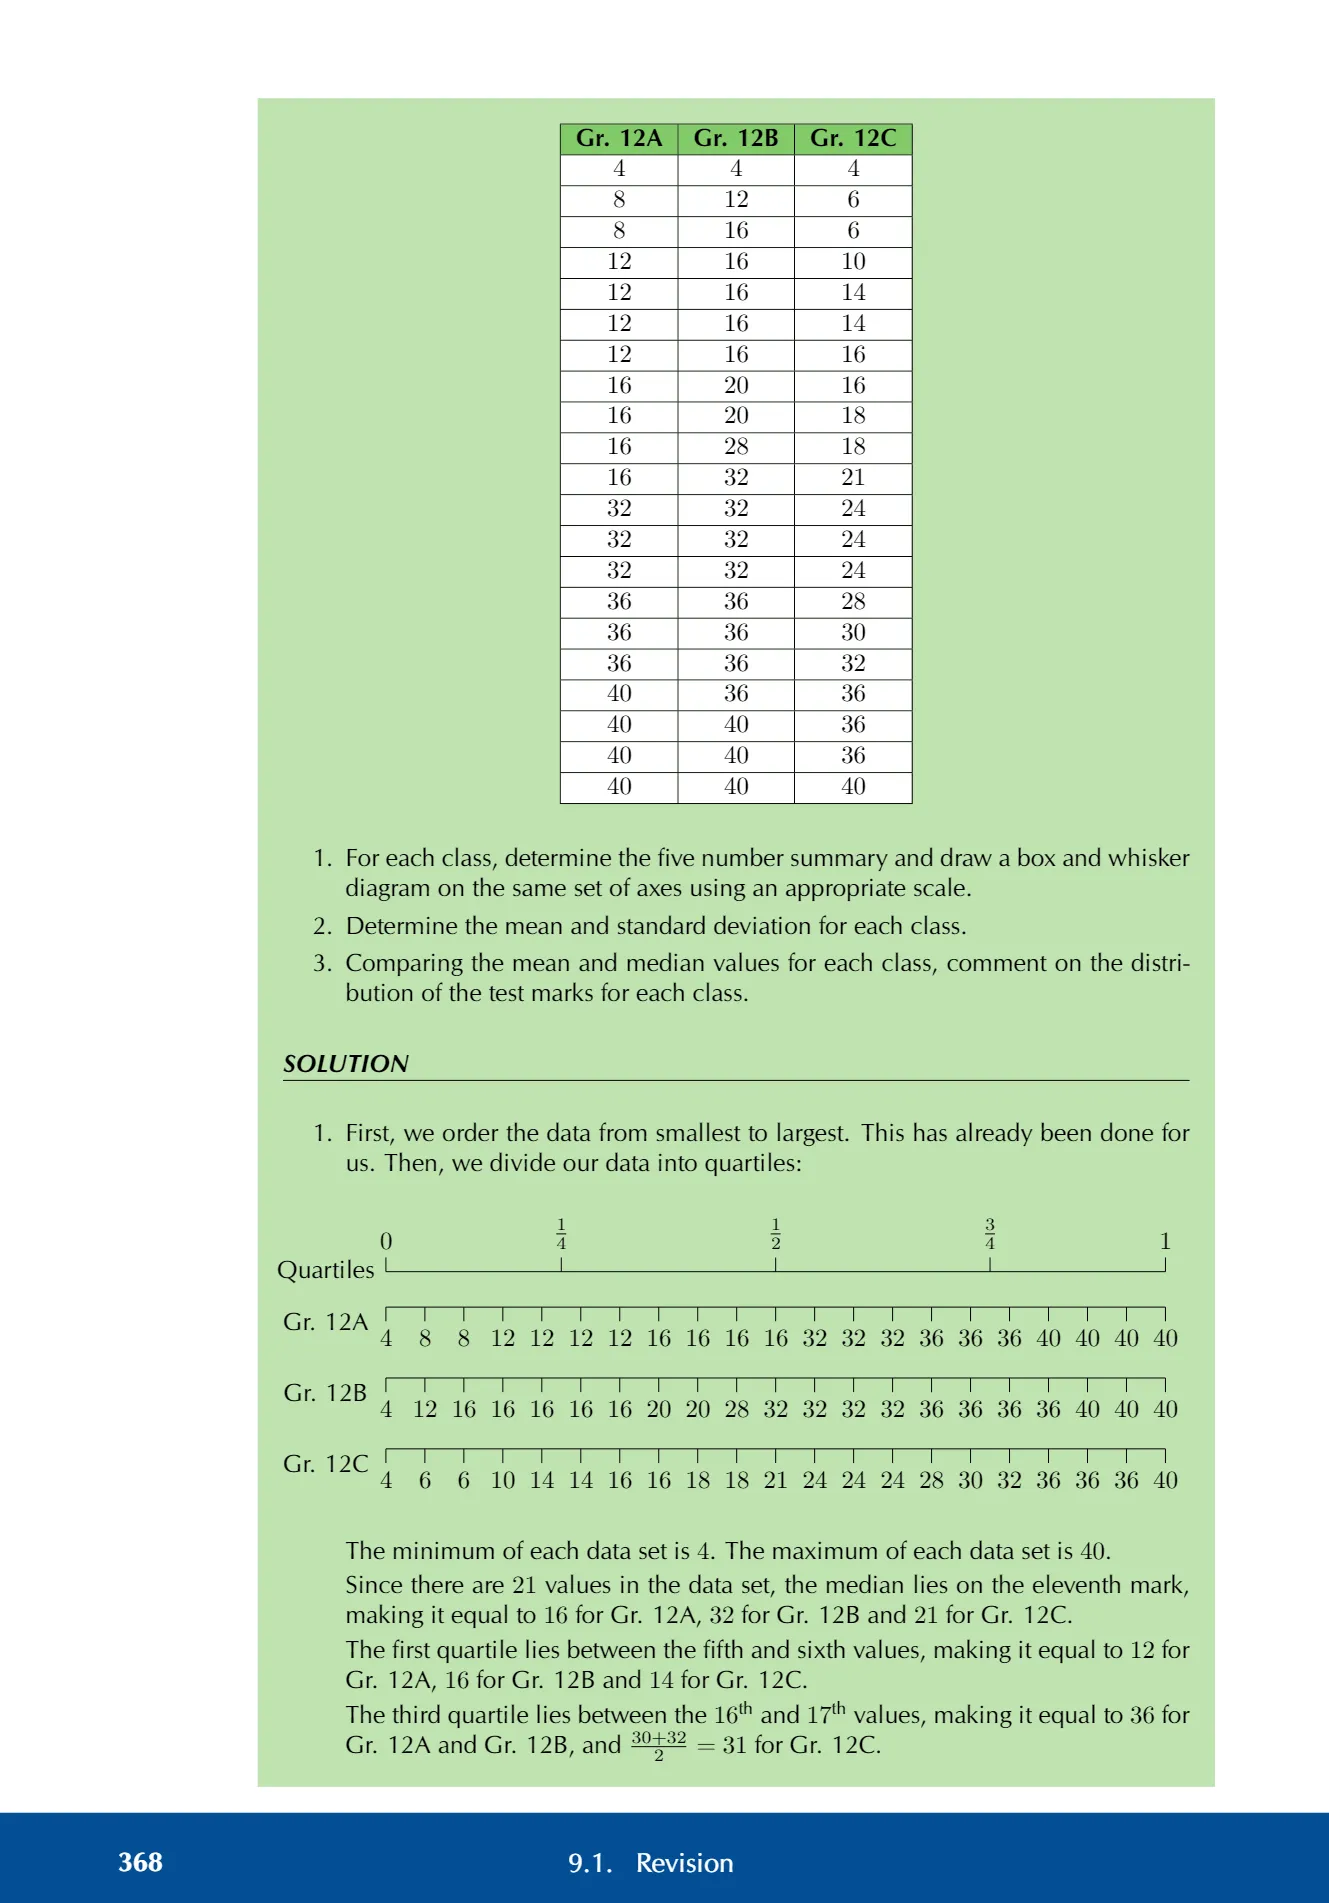 Gr. 12A Gr. 12B Gr. 12C
4 4 4
8 12 6
8 16 6
12 16 10
12 16 14
12 16 14
12 16 16
16 20 16
16 20 18
16 28 18
16 32 21
32 32 24
32 32 24
32 32 24
36 36 28
36 36 30
36 36 32
40 36 36
40 40 36
40 40 36
40 40 40
1. For each class, determine the five number summary and draw a box and whisker
diagram on the same set of axes using an appropriate scale.
2. Determine the mean and standard deviation for each class.
3. Comparing the mean and median values for each class, comment on the distri-
bution of the test marks for each class.
SOLUTION
1. First, we order the data from smallest to largest. This has already been done for
us. Then, we divide our data into quartiles:
0 1/4 1/2 3/4 1
Quartiles
Gr. 12A
4 8 8 12 12 12 12 16 16 16 16 32 32 32 36 36 36 40 40 40 40
Gr. 12B
4 12 16 16 16 16 16 20 20 28 32 32 32 32 36 36 36 36 40 40 40
Gr. 12C
4 6 6 10 14 14 16 16 18 18 21 24 24 24 28 30 32 36 36 36 40
The minimum of each data set is 4. The maximum of each data set is 40.
Since there are 21 values in the data set, the median lies on the eleventh mark,
making it equal to 16 for Gr. 12A, 32 for Gr. 12B and 21 for Gr. 12C.
The first quartile lies between the fifth and sixth values, making it equal to 12 for
Gr. 12A, 16 for Gr. 12B and 14 for Gr. 12C.
The third quartile lies between the 16th and 17th values, making it equal to 36 for
Gr. 12A and Gr. 12B, and (30+32)/2 = 31 for Gr. 12C.
368 9.1. Revision